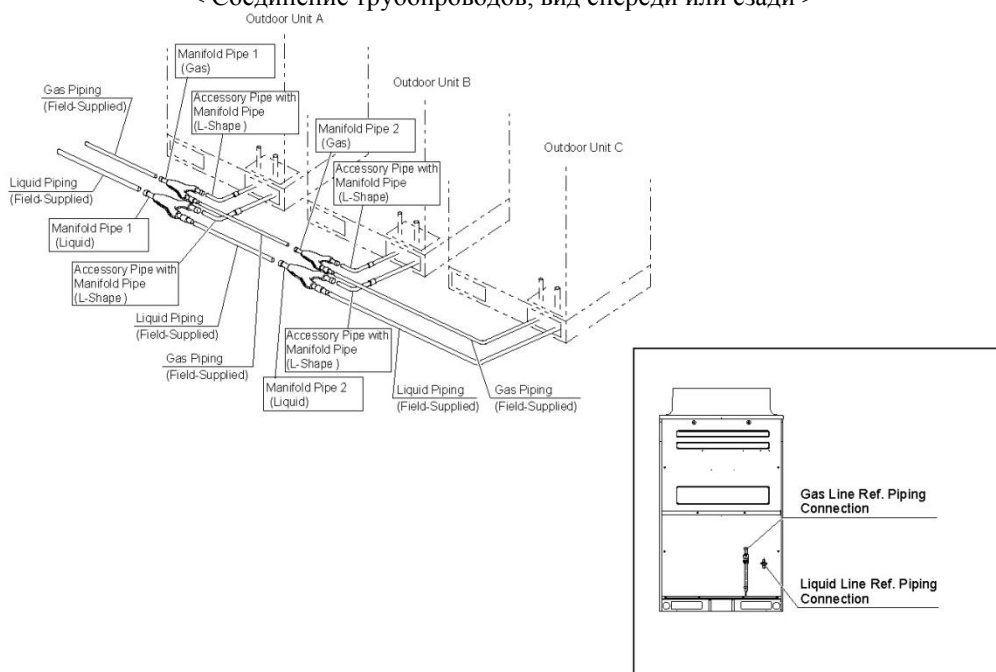 <Соединение трубопроводов, вид спереди или сзади>
Outdoor Unit A
Manifold Pipe 1
(Gas)
Outdoor Unit B
Gas Piping
(Field-Supplied)
Accessory Pipe with
Manifold Pipe
(L-Shape )
Manifold Pipe 2
(Gas)
Outdoor Unit C
Accessory Pipe with
Manifold Pipe
(L-Shape)
Liquid Piping
(Field-Supplied)
Manifold Pipe 1
(Liquid)
Accessory Pipe with
Manifold Pipe
(L-Shape )
Liquid Piping
(Field-Supplied)
Accessory Pipe with
Manifold Pipe
(L-Shape )
Gas Piping
(Field-Supplied)
Manifold Pipe 2
(Liquid)
Liquid Piping
(Field-Supplied)
Gas Piping
(Field-Supplied)
Gas Line Ref. Piping
Connection
Liquid Line Ref. Piping
Connection